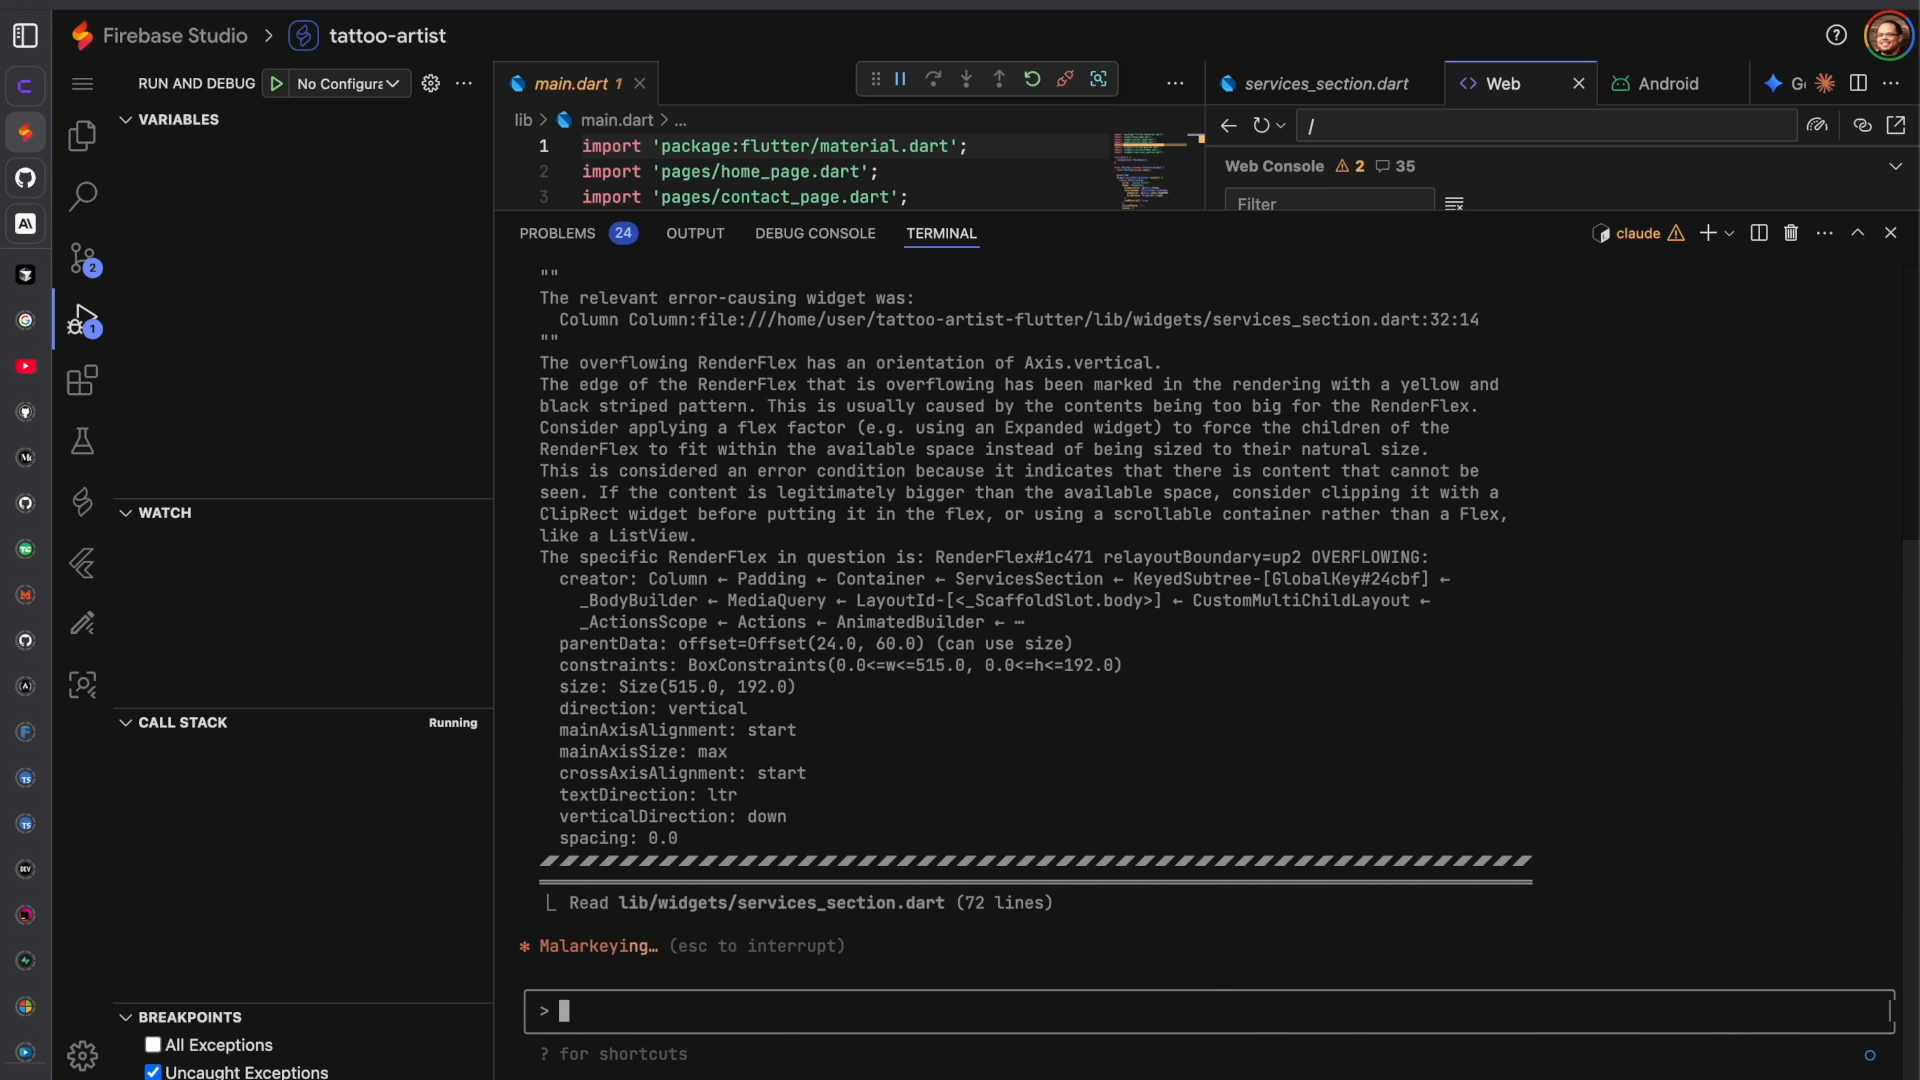 Firebase Studio > tattoo-artist
RUN AND DEBUG No Configura
main.dart 1
services_section.dart
Web
Android
VARIABLES
lib > main.dart > ...
/
1 import 'package:flutter/material.dart';
2 import 'pages/home_page.dart';
3 import 'pages/contact_page.dart';
Web Console 2 35
Filter
PROBLEMS 24 OUTPUT DEBUG CONSOLE TERMINAL
claude
2
1
""
The relevant error-causing widget was:
Column Column:file:///home/user/tattoo-artist-flutter/lib/widgets/services_section.dart:32:14
""
The overflowing RenderFlex has an orientation of Axis.vertical.
The edge of the RenderFlex that is overflowing has been marked in the rendering with a yellow and
black striped pattern. This is usually caused by the contents being too big for the RenderFlex.
Consider applying a flex factor (e.g. using an Expanded widget) to force the children of the
RenderFlex to fit within the available space instead of being sized to their natural size.
This is considered an error condition because it indicates that there is content that cannot be
seen. If the content is legitimately bigger than the available space, consider clipping it with a
ClipRect widget before putting it in the flex, or using a scrollable container rather than a Flex,
like a ListView.
The specific RenderFlex in question is: RenderFlex#1c471 relayoutBoundary=up2 OVERFLOWING:
creator: Column ← Padding ← Container ← ServicesSection ← KeyedSubtree-[GlobalKey#24cbf] ←
_BodyBuilder ← MediaQuery ← LayoutId-[<_ScaffoldSlot.body>] ← CustomMultiChildLayout ←
_ActionsScope ← Actions ← AnimatedBuilder ← ⋯
parentData: offset=Offset(24.0, 60.0) (can use size)
constraints: BoxConstraints(0.0<=w<=515.0, 0.0<=h<=192.0)
size: Size(515.0, 192.0)
direction: vertical
mainAxisAlignment: start
mainAxisSize: max
crossAxisAlignment: start
textDirection: ltr
verticalDirection: down
spacing: 0.0
Read lib/widgets/services_section.dart (72 lines)
* Malarkeying… (esc to interrupt)
>
? for shortcuts
WATCH
CALL STACK Running
BREAKPOINTS
All Exceptions
Uncaught Exceptions